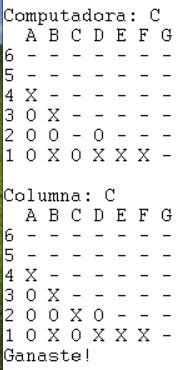 Computadora: C
A B C D E F G
6 - - - - - - -
5 - - - - - - -
4 X - - - - - -
3 O X - - - - -
2 O O - O - - -
1 O X O X X X -
Columna: C
A B C D E F G
6 - - - - - - -
5 - - - - - - -
4 X - - - - - -
3 O X - - - - -
2 O O X O - - -
1 O X O X X X -
Ganaste!